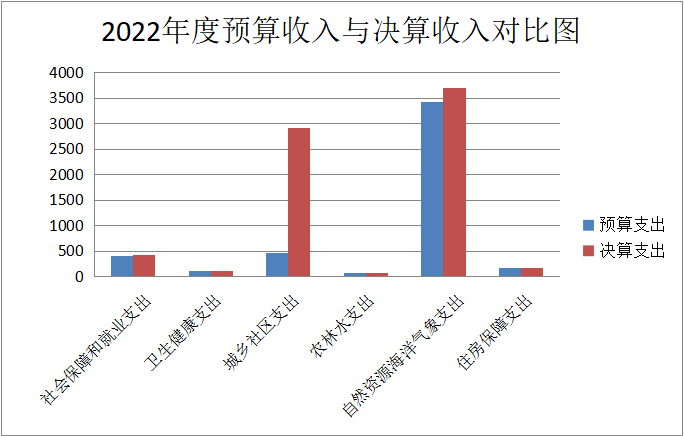 2022年度预算收入与决算收入对比图
4000
3500
3000
2500
2000
1500
1000
500
0
预算支出
决算支出
社会保障和就业支出
卫生健康支出
城乡社区支出
农林水支出
自然资源海洋气象支出
住房保障支出